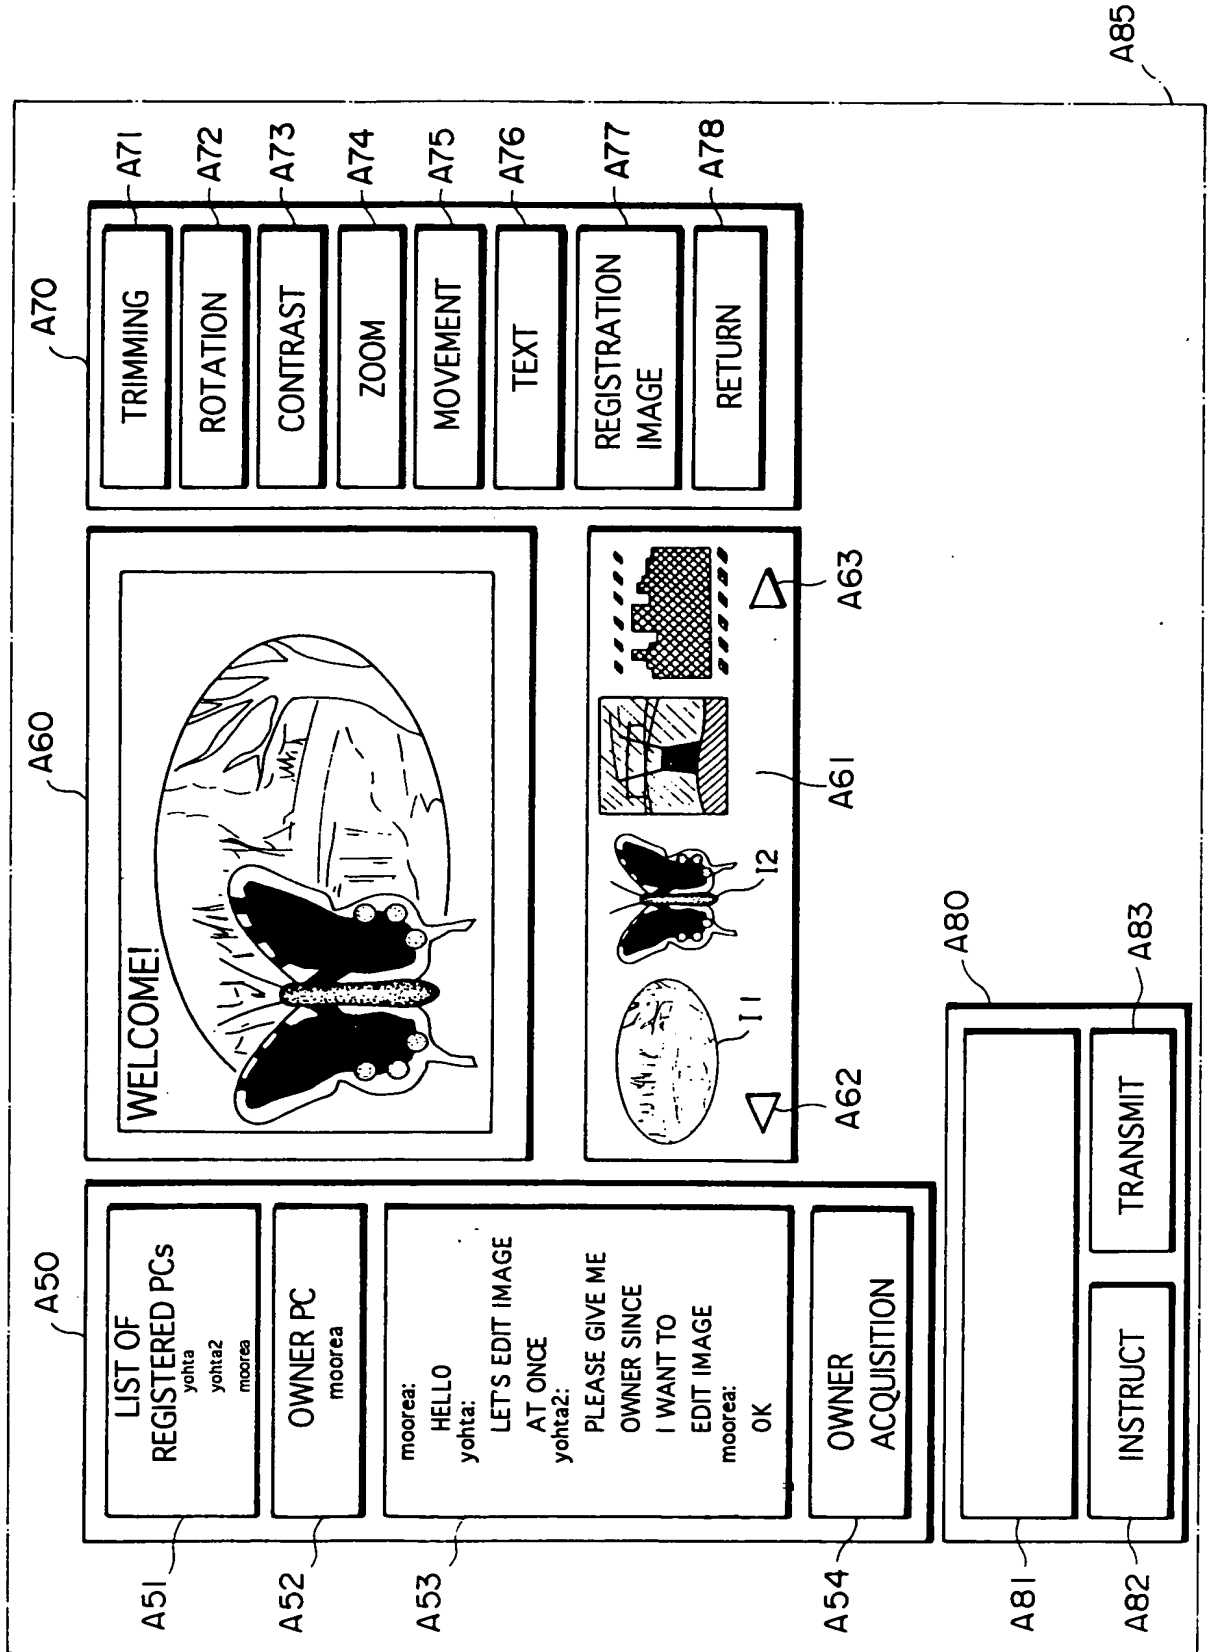 A50
A60
A70
A85
LIST OF
REGISTERED PCs
yohta
yohta2
moorea
A51
OWNER PC
moorea
A52
moorea:
HELLO
yohta:
LET'S EDIT IMAGE
AT ONCE
yohta2:
PLEASE GIVE ME
OWNER SINCE
I WANT TO
EDIT IMAGE
moorea:
OK
A53
OWNER
ACQUISITION
A54
WELCOME!
I1
I2
A61
A62
A63
TRIMMING
A71
ROTATION
A72
CONTRAST
A73
ZOOM
A74
MOVEMENT
A75
TEXT
A76
REGISTRATION
IMAGE
A77
RETURN
A78
A80
A81
INSTRUCT
A82
TRANSMIT
A83